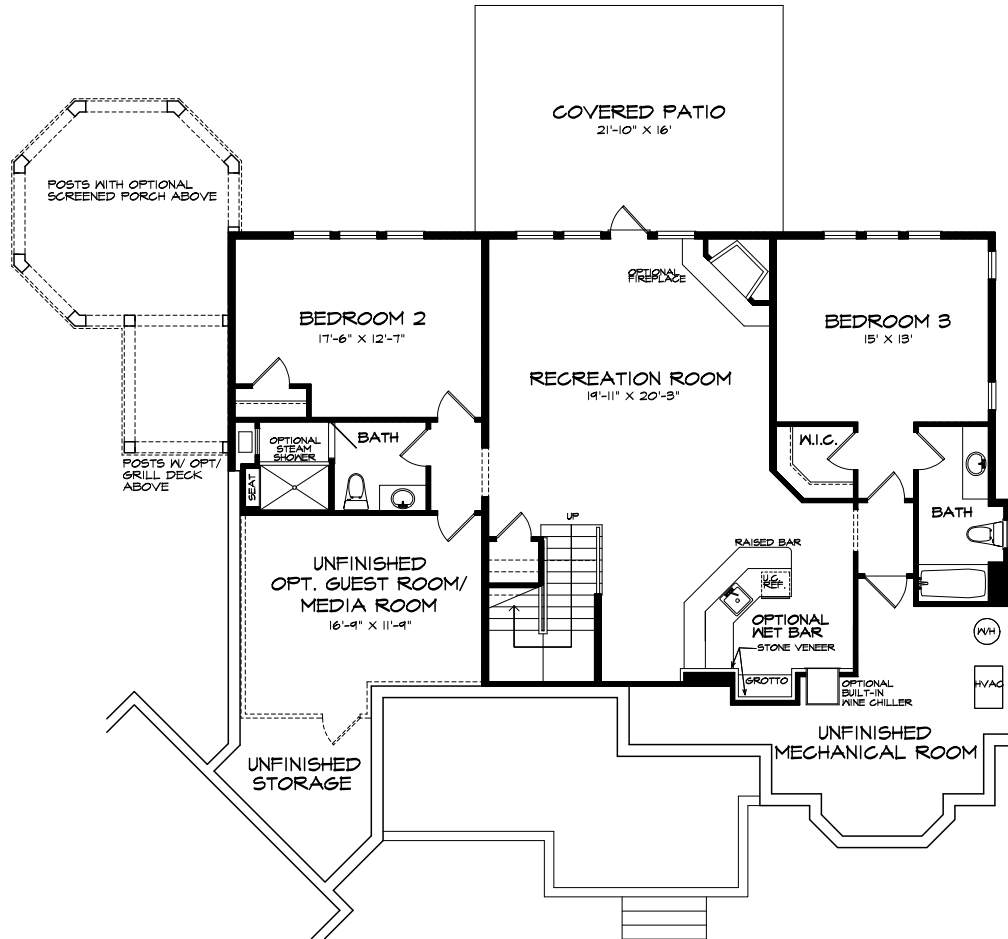 COVERED PATIO
21'-10" X 16'
POSTS WITH OPTIONAL
SCREENED PORCH ABOVE
OPTIONAL
FIREPLACE
BEDROOM 2
17'-6" X 12'-7"
BEDROOM 3
15' X 13'
RECREATION ROOM
19'-11" X 20'-3"
OPTIONAL
STEAM
SHOWER
BATH
W.I.C.
POSTS W/ OPT/
GRILL DECK
ABOVE
SEAT
UP
BATH
RAISED BAR
UNFINISHED
OPT. GUEST ROOM/
MEDIA ROOM
16'-9" X 11'-9"
U.C.
REF.
OPTIONAL
WET BAR
STONE VENEER
W/H
GROTTO
OPTIONAL
BUILT-IN
WINE CHILLER
HVAC
UNFINISHED
MECHANICAL ROOM
UNFINISHED
STORAGE